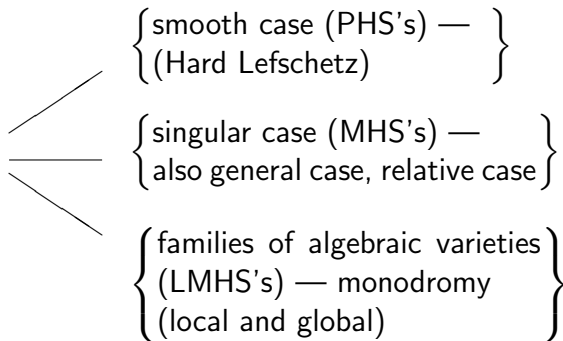 smooth case (PHS's) —
(Hard Lefschetz)
singular case (MHS's) —
also general case, relative case
families of algebraic varieties
(LMHS's) — monodromy
(local and global)